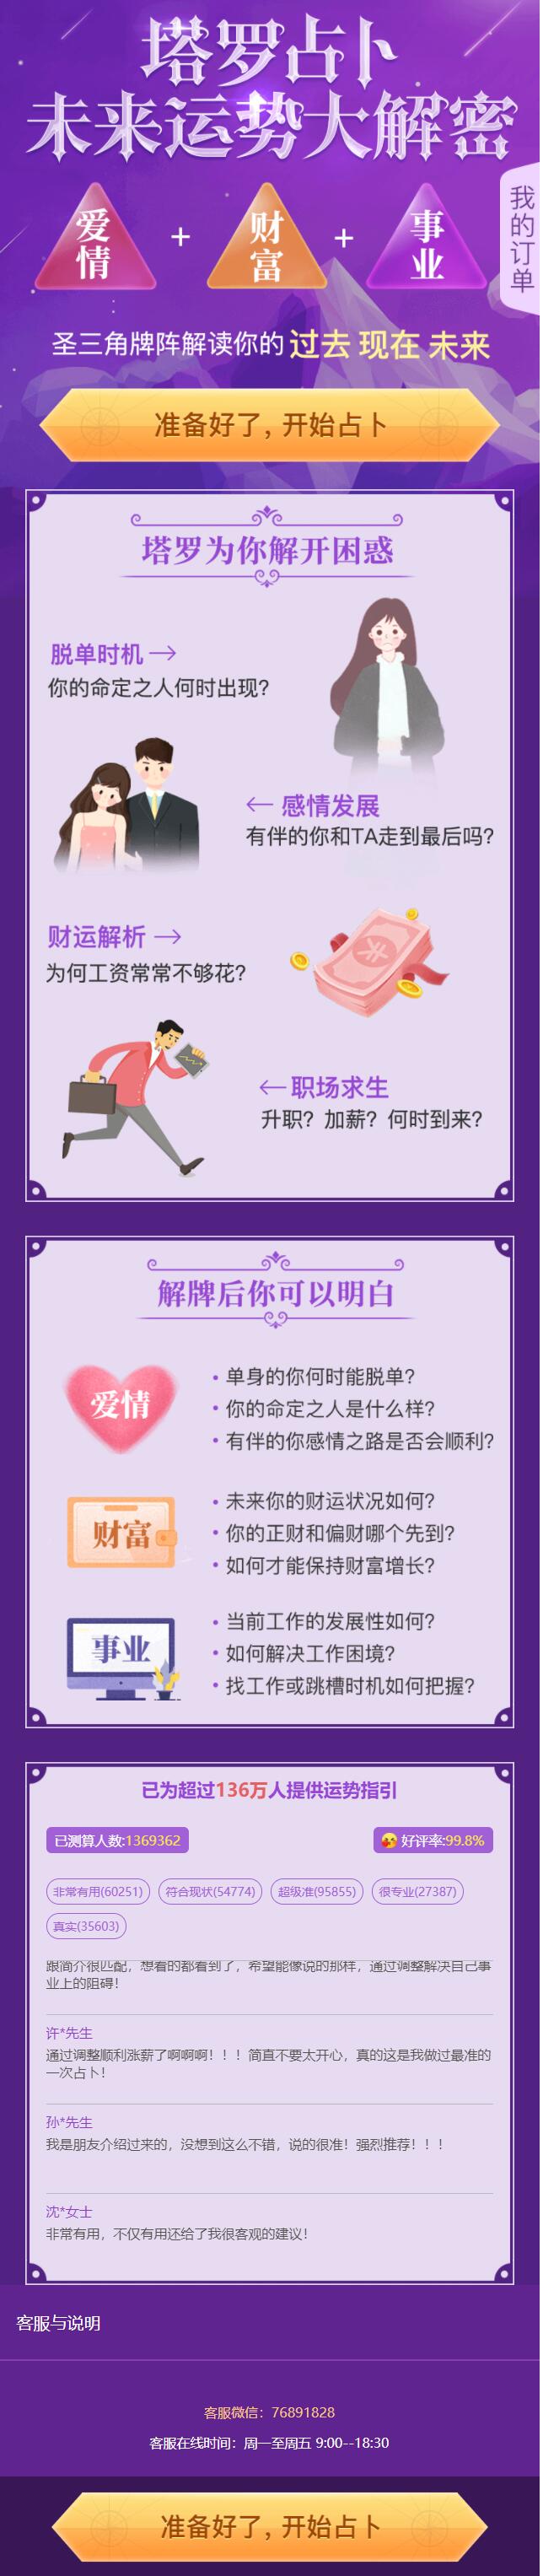 塔罗占卜
未来运势大解密
我的订单
爱情
+
财富
+
事业
圣三角牌阵解读你的 过去 现在 未来
准备好了，开始占卜
塔罗为你解开困惑
脱单时机→
你的命定之人何时出现？
← 感情发展
有伴的你和TA走到最后吗？
财运解析→
为何工资常常不够花？
←职场求生
升职？加薪？何时到来？
解牌后你可以明白
爱情
• 单身的你何时能脱单？
• 你的命定之人是什么样？
• 有伴的你感情之路是否会顺利？
财富
• 未来你的财运状况如何？
• 你的正财和偏财哪个先到？
• 如何才能保持财富增长？
事业
• 当前工作的发展性如何？
• 如何解决工作困境？
• 找工作或跳槽时机如何把握？
已为超过136万人提供运势指引
已测算人数:1369362
好评率:99.8%
非常有用(60251) 符合现状(54774) 超级准(95855) 很专业(27387)
真实(35603)
跟简介很匹配，想看的都看到了，希望能像说的那样，通过调整解决自己事
业上的阻碍！
许*先生
通过调整顺利涨薪了啊啊啊！！！简直不要太开心，真的这是我做过最准的
一次占卜！
孙*先生
我是朋友介绍过来的，没想到这么不错，说的很准！强烈推荐！！！
沈*女士
非常有用，不仅有用还给了我很客观的建议！
客服与说明
客服微信：76891828
客服在线时间：周一至周五 9:00--18:30
准备好了，开始占卜